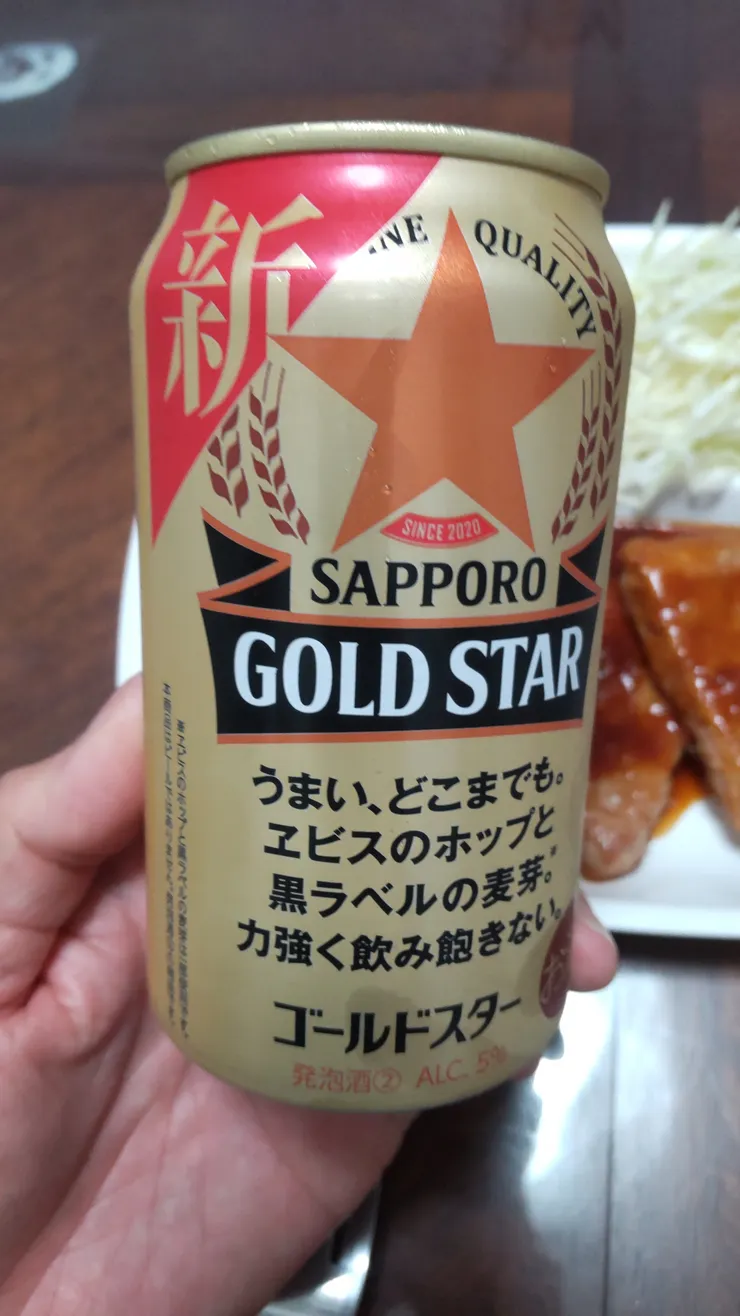 新
FINE QUALITY
SINCE 2020
SAPPORO
GOLD STAR
うまい、どこまでも。
ヱビスのホップと
黒ラベルの麦芽。*
力強く飲み飽きない。
ゴールドスター
発泡酒② ALC. 5%
お